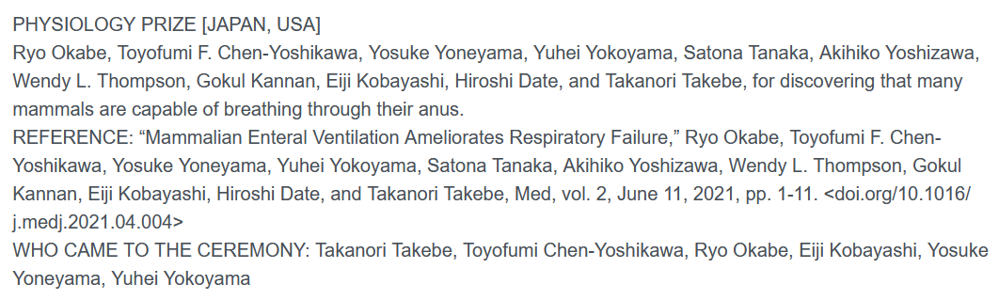 PHYSIOLOGY PRIZE [JAPAN, USA]
Ryo Okabe, Toyofumi F. Chen-Yoshikawa, Yosuke Yoneyama, Yuhei Yokoyama, Satona Tanaka, Akihiko Yoshizawa,
Wendy L. Thompson, Gokul Kannan, Eiji Kobayashi, Hiroshi Date, and Takanori Takebe, for discovering that many
mammals are capable of breathing through their anus.
REFERENCE: “Mammalian Enteral Ventilation Ameliorates Respiratory Failure,” Ryo Okabe, Toyofumi F. Chen-
Yoshikawa, Yosuke Yoneyama, Yuhei Yokoyama, Satona Tanaka, Akihiko Yoshizawa, Wendy L. Thompson, Gokul
Kannan, Eiji Kobayashi, Hiroshi Date, and Takanori Takebe, Med, vol. 2, June 11, 2021, pp. 1-11. <doi.org/10.1016/
j.medj.2021.04.004>
WHO CAME TO THE CEREMONY: Takanori Takebe, Toyofumi Chen-Yoshikawa, Ryo Okabe, Eiji Kobayashi, Yosuke
Yoneyama, Yuhei Yokoyama